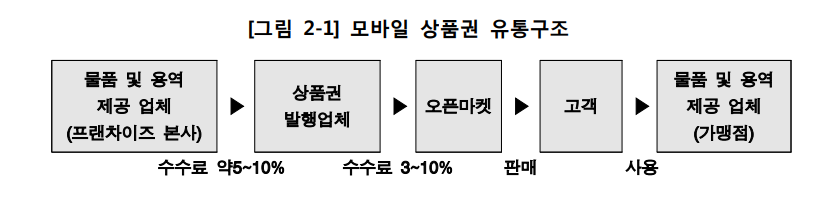 [그림 2-1] 모바일 상품권 유통구조
물품 및 용역
제공 업체
(프랜차이즈 본사)
▶
상품권
발행업체
▶
오픈마켓
▶
고객
▶
물품 및 용역
제공 업체
(가맹점)
수수료 약5~10%
수수료 3~10%
판매
사용